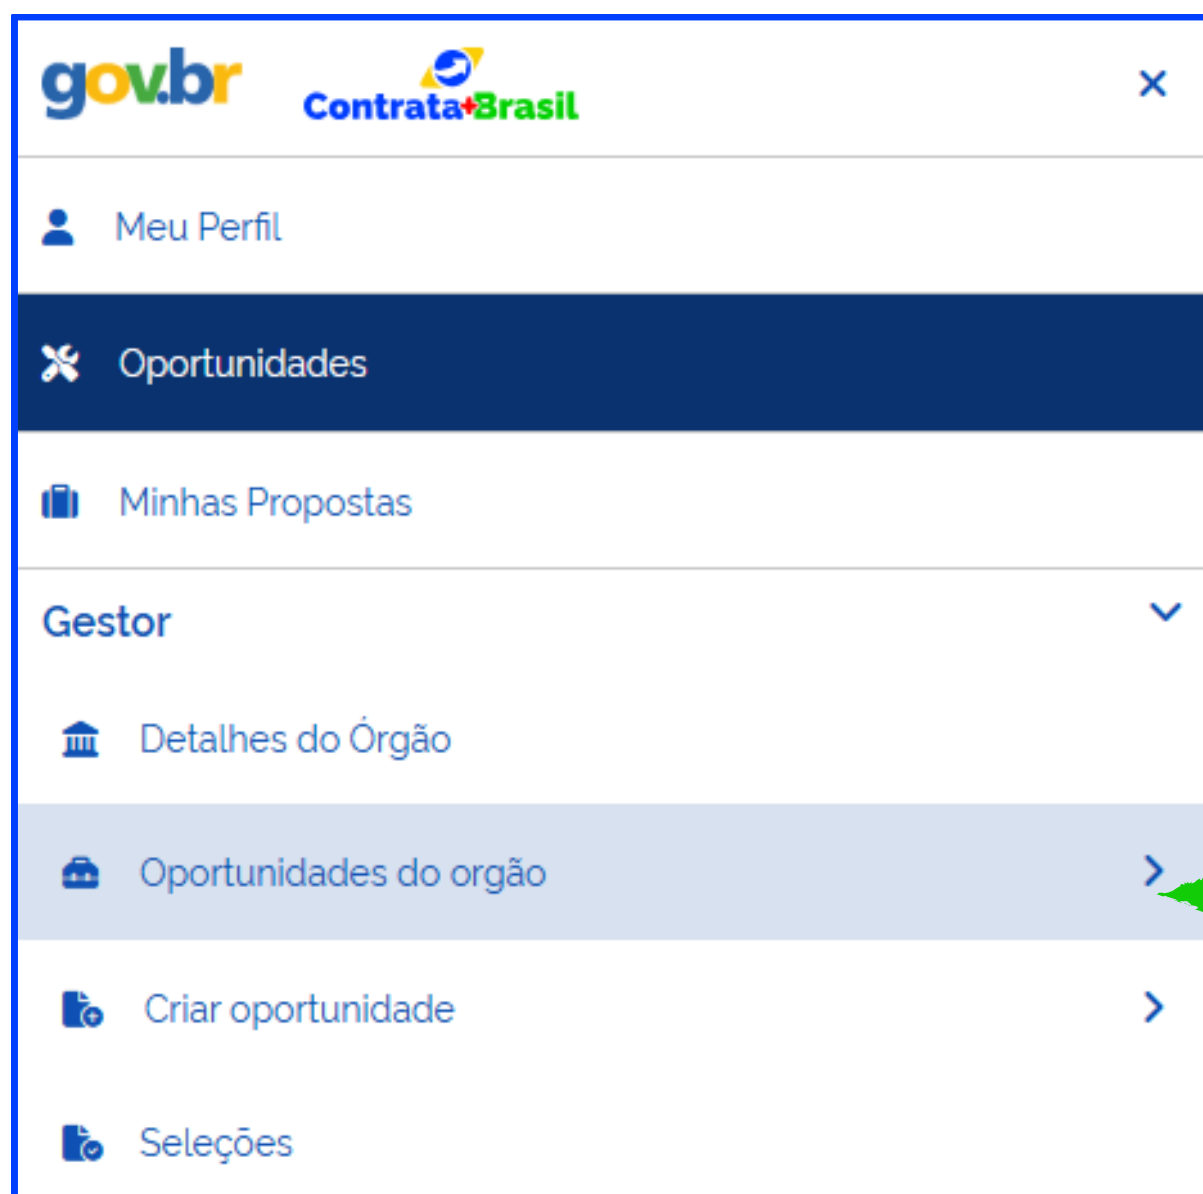 gov.br
Contrata+Brasil
Meu Perfil
Oportunidades
Minhas Propostas
Gestor
Detalhes do Órgão
Oportunidades do orgão
Criar oportunidade
Seleções